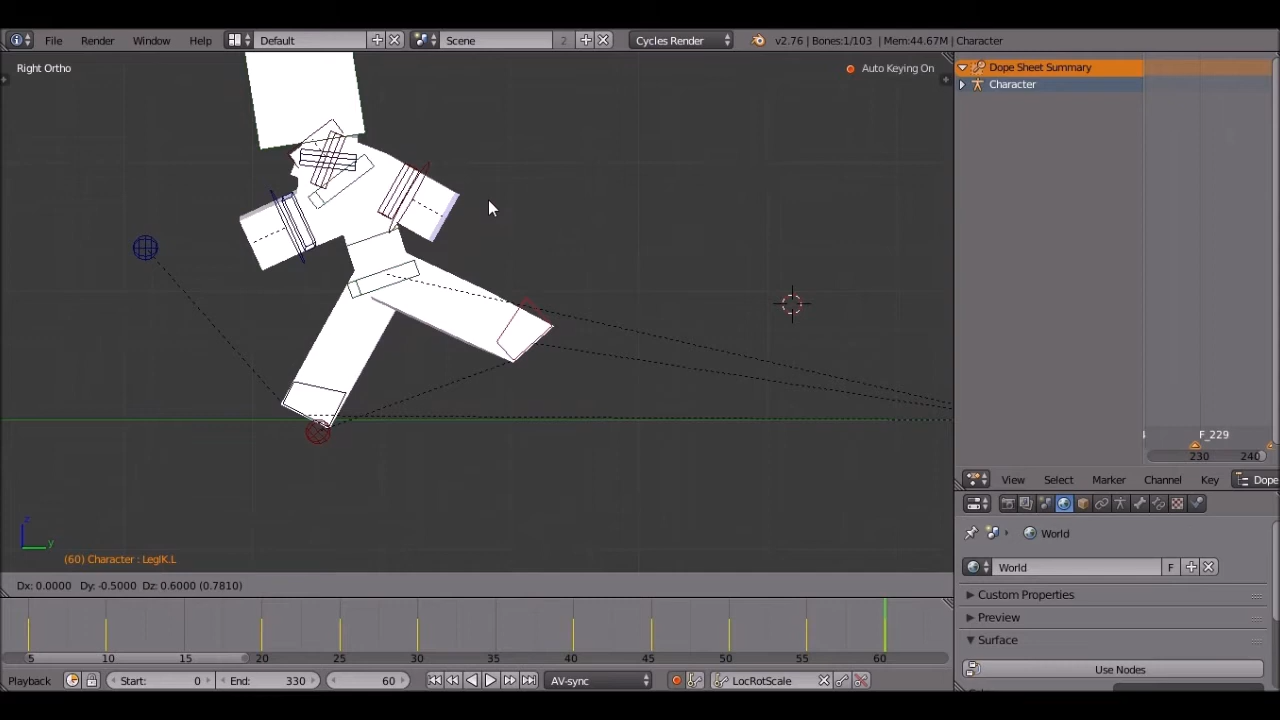 File Render Window Help Default Scene 2 Cycles Render v2.76 | Bones:1/103 | Mem:44.67M | Character
Right Ortho
Auto Keying On
Dope Sheet Summary
Character
F_229
230 240
View Select Marker Channel Key Dope
World
World F
Custom Properties
Preview
Surface
Use Nodes
z
y
(60) Character : LegIK.L
Dx: 0.0000 Dy: -0.5000 Dz: 0.6000 (0.7810)
5 10 15 20 25 30 35 40 45 50 55 60
Playback Start: 0 End: 330 60 AV-sync LocRotScale